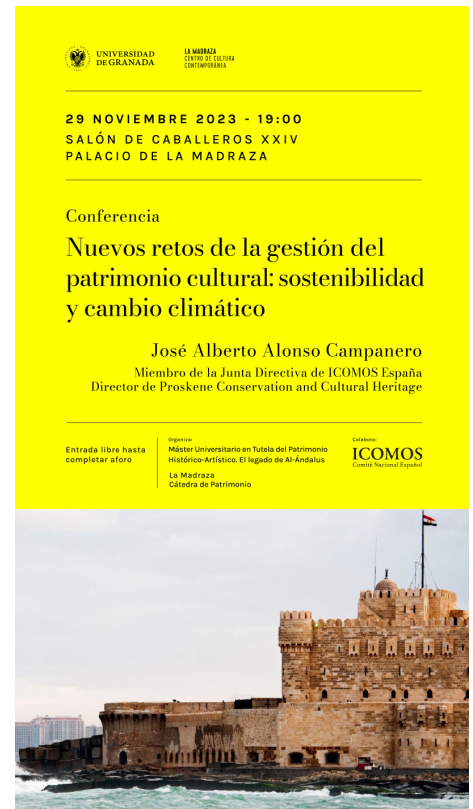 UNIVERSIDAD
DE GRANADA
LA MADRAZA
CENTRO DE CULTURA
CONTEMPORÁNEA
29 NOVIEMBRE 2023 - 19:00
SALÓN DE CABALLEROS XXIV
PALACIO DE LA MADRAZA
Conferencia
Nuevos retos de la gestión del
patrimonio cultural: sostenibilidad
y cambio climático
José Alberto Alonso Campanero
Miembro de la Junta Directiva de ICOMOS España
Director de Proskene Conservation and Cultural Heritage
Entrada libre hasta
completar aforo
Organiza:
Máster Universitario en Tutela del Patrimonio
Histórico-Artístico. El legado de Al-Ándalus
La Madraza
Cátedra de Patrimonio
Colabora:
ICOMOS
Comité Nacional Español